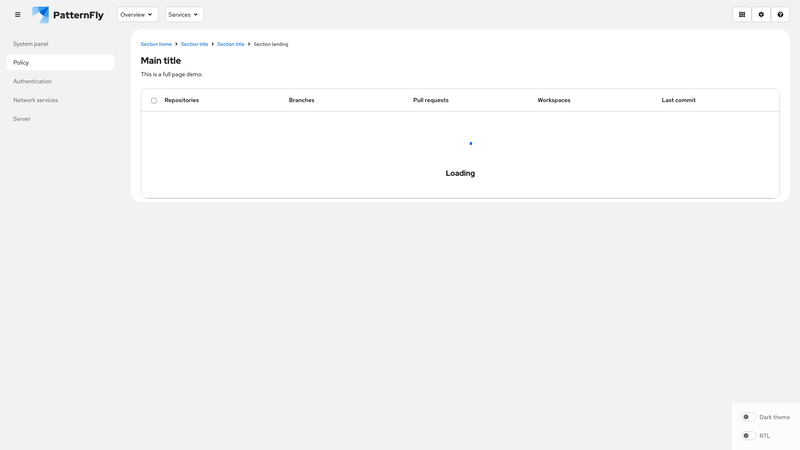 PatternFly
Overview
Services
System panel
Policy
Authentication
Network services
Server
Section home
Section title
Section title
Section landing
Main title
This is a full page demo.
Repositories
Branches
Pull requests
Workspaces
Last commit
Loading
Dark theme
RTL